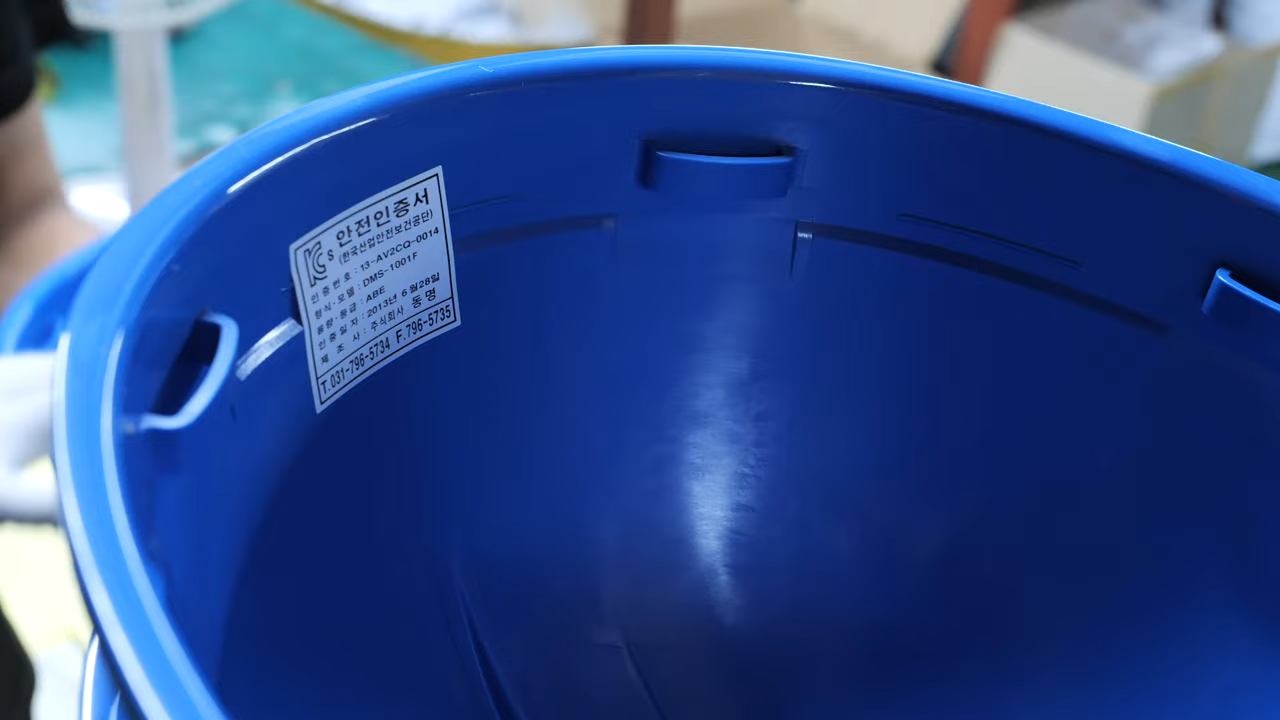 KCs 안전인증서
(한국산업안전보건공단)
인 증 번 호 : 13-AV2CQ-0014
형식·모델 : DMS-1001F
용량·등급 : ABE
인 증 일 자 : 2013년 6월28일
제 조 사 : 주식회사 동명
T.031-796-5734 F.796-5735